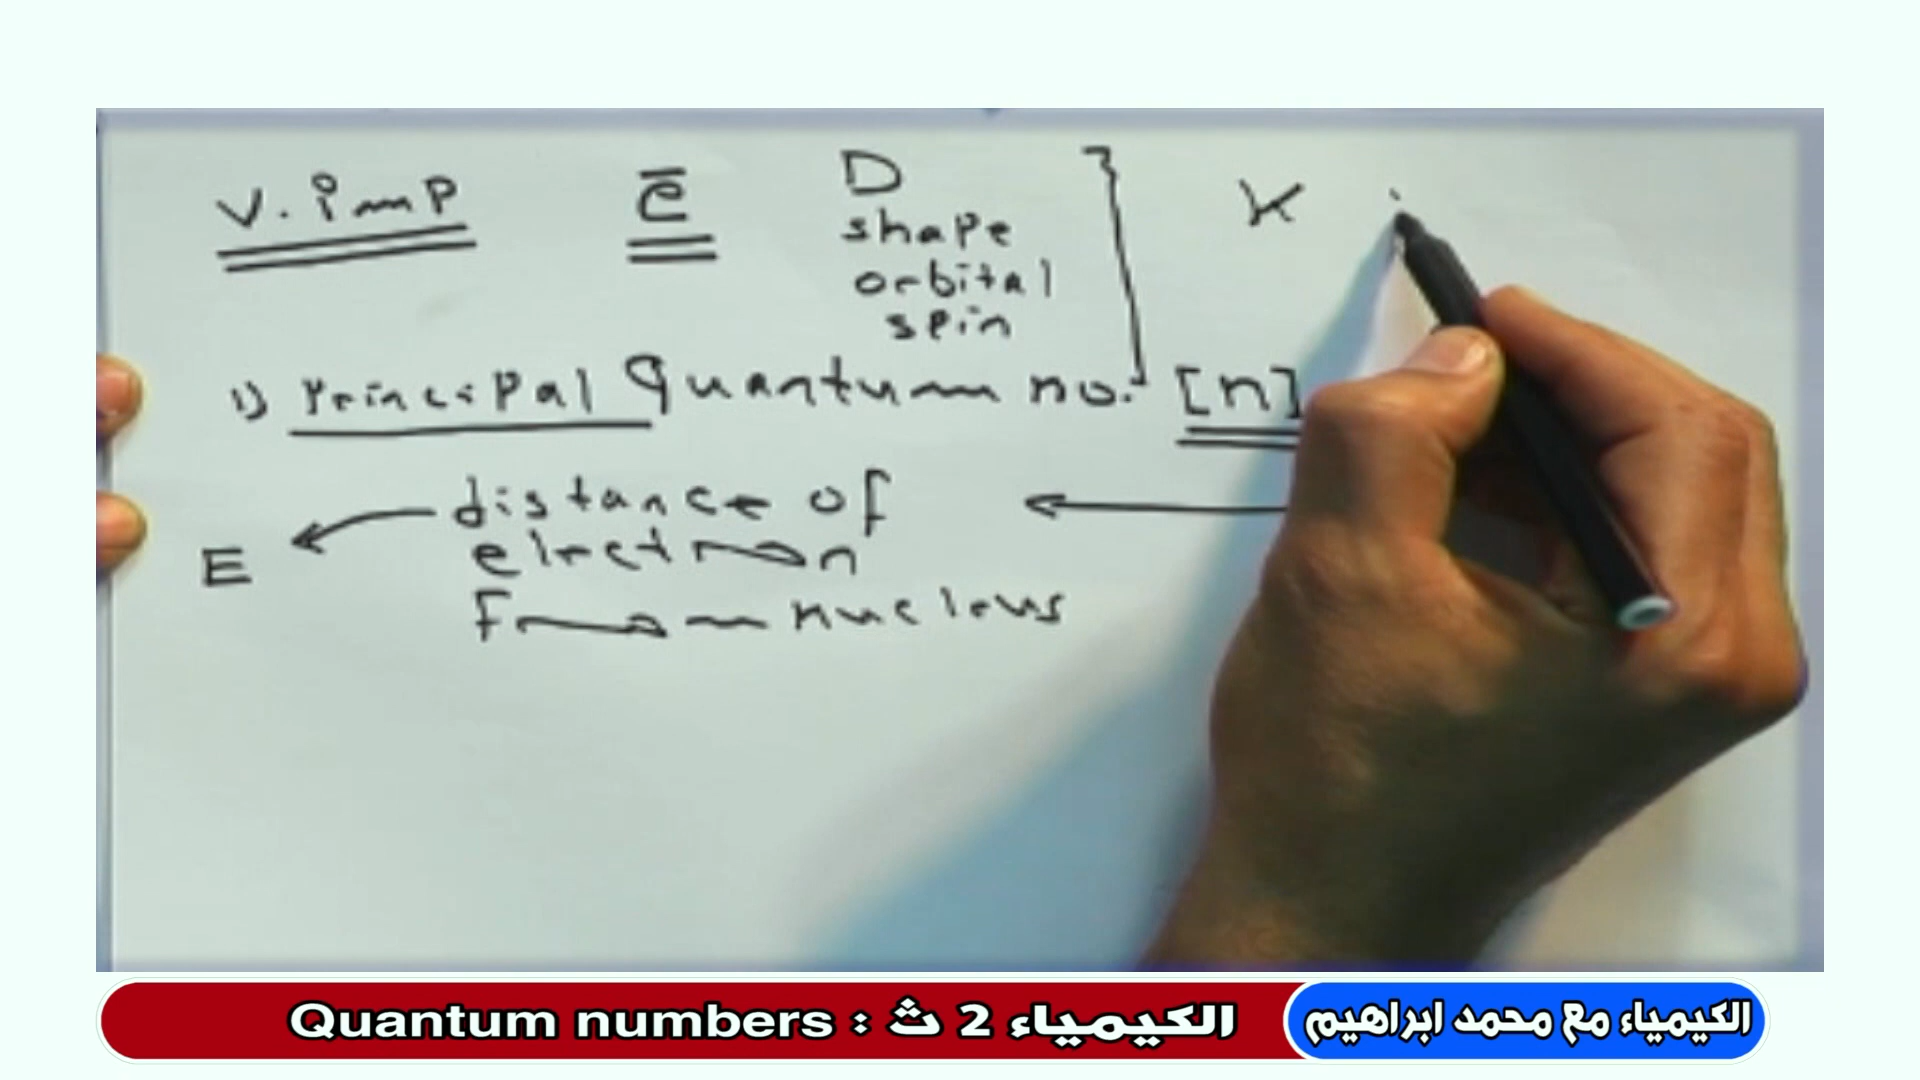 V. imp ē D K
shape
orbital
spin
1) Principal Quantum no. [n]
distance of
E electron
From nucleus
الكيمياء 2 ث : Quantum numbers
الكيمياء مع محمد ابراهيم